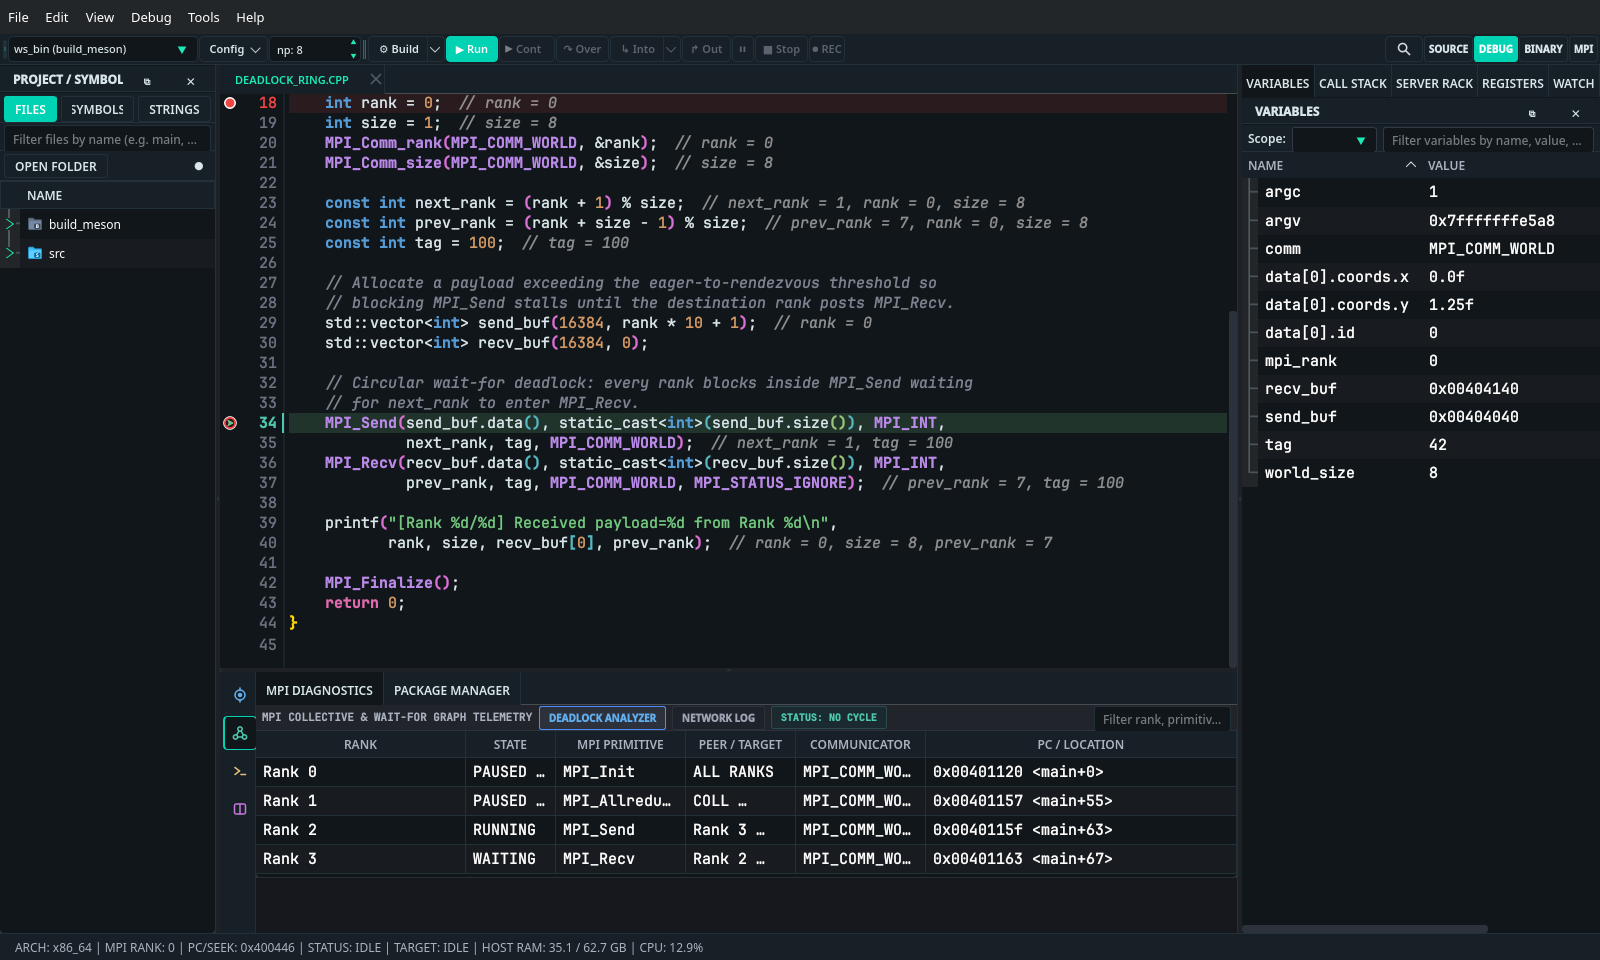 File Edit View Debug Tools Help
ws_bin (build_meson) Config np: 8 Build Run Cont Over Into Out Stop REC SOURCE DEBUG BINARY MPI
PROJECT / SYMBOL
FILES SYMBOLS STRINGS
Filter files by name (e.g. main, ...
OPEN FOLDER
NAME
build_meson
src
DEADLOCK_RING.CPP
18 int rank = 0; // rank = 0
19 int size = 1; // size = 8
20 MPI_Comm_rank(MPI_COMM_WORLD, &rank); // rank = 0
21 MPI_Comm_size(MPI_COMM_WORLD, &size); // size = 8
22
23 const int next_rank = (rank + 1) % size; // next_rank = 1, rank = 0, size = 8
24 const int prev_rank = (rank + size - 1) % size; // prev_rank = 7, rank = 0, size = 8
25 const int tag = 100; // tag = 100
26
27 // Allocate a payload exceeding the eager-to-rendezvous threshold so
28 // blocking MPI_Send stalls until the destination rank posts MPI_Recv.
29 std::vector<int> send_buf(16384, rank * 10 + 1); // rank = 0
30 std::vector<int> recv_buf(16384, 0);
31
32 // Circular wait-for deadlock: every rank blocks inside MPI_Send waiting
33 // for next_rank to enter MPI_Recv.
34 MPI_Send(send_buf.data(), static_cast<int>(send_buf.size()), MPI_INT,
35 next_rank, tag, MPI_COMM_WORLD); // next_rank = 1, tag = 100
36 MPI_Recv(recv_buf.data(), static_cast<int>(recv_buf.size()), MPI_INT,
37 prev_rank, tag, MPI_COMM_WORLD, MPI_STATUS_IGNORE); // prev_rank = 7, tag = 100
38
39 printf("[Rank %d/%d] Received payload=%d from Rank %d\n",
40 rank, size, recv_buf[0], prev_rank); // rank = 0, size = 8, prev_rank = 7
41
42 MPI_Finalize();
43 return 0;
44 }
45
VARIABLES CALL STACK SERVER RACK REGISTERS WATCH
VARIABLES
Scope: Filter variables by name, value, ...
NAME VALUE
argc 1
argv 0x7fffffffe5a8
comm MPI_COMM_WORLD
data[0].coords.x 0.0f
data[0].coords.y 1.25f
data[0].id 0
mpi_rank 0
recv_buf 0x00404140
send_buf 0x00404040
tag 42
world_size 8
MPI DIAGNOSTICS PACKAGE MANAGER
MPI COLLECTIVE & WAIT-FOR GRAPH TELEMETRY DEADLOCK ANALYZER NETWORK LOG STATUS: NO CYCLE Filter rank, primitiv...
RANK STATE MPI PRIMITIVE PEER / TARGET COMMUNICATOR PC / LOCATION
Rank 0 PAUSED … MPI_Init ALL RANKS MPI_COMM_WO… 0x00401120 <main+0>
Rank 1 PAUSED … MPI_Allredu… COLL … MPI_COMM_WO… 0x00401157 <main+55>
Rank 2 RUNNING MPI_Send Rank 3 … MPI_COMM_WO… 0x0040115f <main+63>
Rank 3 WAITING MPI_Recv Rank 2 … MPI_COMM_WO… 0x00401163 <main+67>
ARCH: x86_64 | MPI RANK: 0 | PC/SEEK: 0x400446 | STATUS: IDLE | TARGET: IDLE | HOST RAM: 35.1 / 62.7 GB | CPU: 12.9%